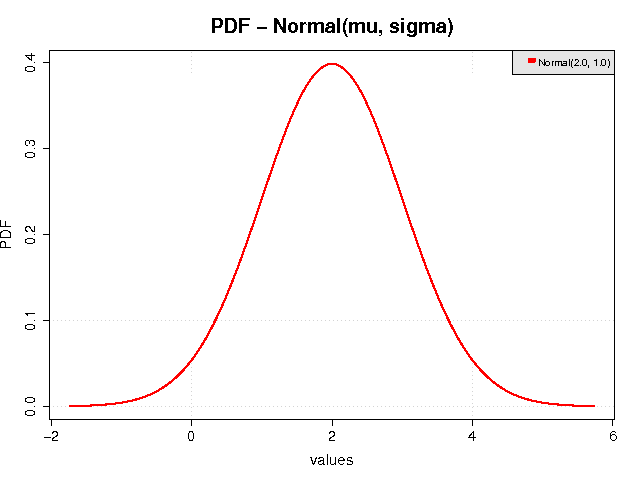 PDF − Normal(mu, sigma)
Normal(2.0, 1.0)
PDF
0.4
0.3
0.2
0.1
0.0
−2
0
2
4
6
values